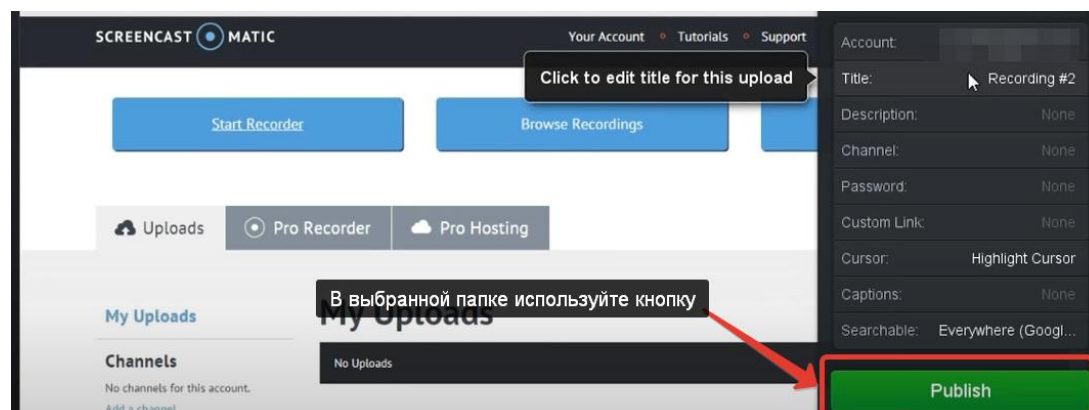 SCREENCAST MATIC
Your Account Tutorials Support
Click to edit title for this upload
Start Recorder
Browse Recordings
Uploads
Pro Recorder
Pro Hosting
My Uploads
Channels
No channels for this account.
Add a channel
My Uploads
No Uploads
В выбранной папке используйте кнопку
Account:
Title: Recording #2
Description: None
Channel: None
Password: None
Custom Link: None
Cursor: Highlight Cursor
Captions: None
Searchable: Everywhere (Googl...
Publish